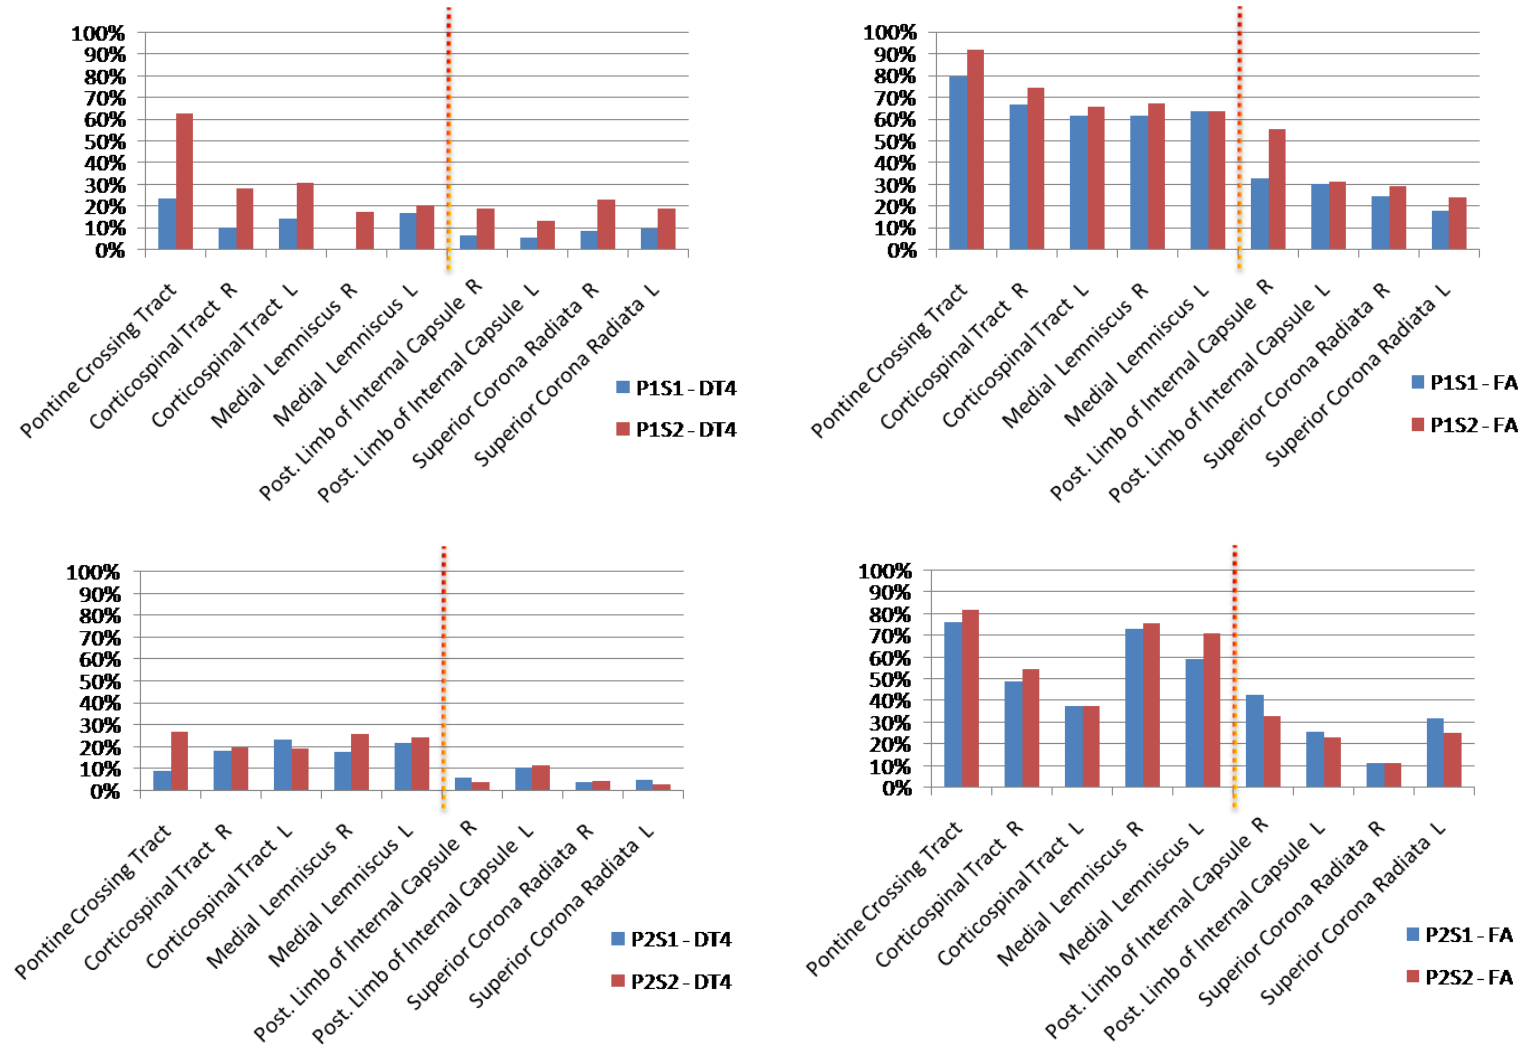 100%
90%
80%
70%
60%
50%
40%
30%
20%
10%
0%
Pontine Crossing Tract
Corticospinal Tract R
Corticospinal Tract L
Medial Lemniscus R
Medial Lemniscus L
Post. Limb of Internal Capsule R
Post. Limb of Internal Capsule L
Superior Corona Radiata R
Superior Corona Radiata L
P1S1 - DT4
P1S2 - DT4
100%
90%
80%
70%
60%
50%
40%
30%
20%
10%
0%
Pontine Crossing Tract
Corticospinal Tract R
Corticospinal Tract L
Medial Lemniscus R
Medial Lemniscus L
Post. Limb of Internal Capsule R
Post. Limb of Internal Capsule L
Superior Corona Radiata R
Superior Corona Radiata L
P1S1 - FA
P1S2 - FA
100%
90%
80%
70%
60%
50%
40%
30%
20%
10%
0%
Pontine Crossing Tract
Corticospinal Tract R
Corticospinal Tract L
Medial Lemniscus R
Medial Lemniscus L
Post. Limb of Internal Capsule R
Post. Limb of Internal Capsule L
Superior Corona Radiata R
Superior Corona Radiata L
P2S1 - DT4
P2S2 - DT4
100%
90%
80%
70%
60%
50%
40%
30%
20%
10%
0%
Pontine Crossing Tract
Corticospinal Tract R
Corticospinal Tract L
Medial Lemniscus R
Medial Lemniscus L
Post. Limb of Internal Capsule R
Post. Limb of Internal Capsule L
Superior Corona Radiata R
Superior Corona Radiata L
P2S1 - FA
P2S2 - FA